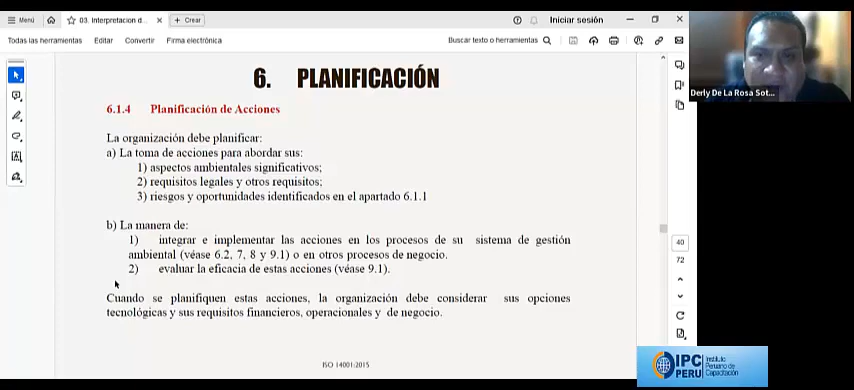 Menú
03. Interpretacion d...
+ Crear
Iniciar sesión
Todas las herramientas
Editar
Convertir
Firma electrónica
Buscar texto o herramientas
6. PLANIFICACIÓN
6.1.4 Planificación de Acciones
La organización debe planificar:
a) La toma de acciones para abordar sus:
1) aspectos ambientales significativos;
2) requisitos legales y otros requisitos;
3) riesgos y oportunidades identificados en el apartado 6.1.1
b) La manera de:
1) integrar e implementar las acciones en los procesos de su sistema de gestión
ambiental (véase 6.2, 7, 8 y 9.1) o en otros procesos de negocio.
2) evaluar la eficacia de estas acciones (véase 9.1).
Cuando se planifiquen estas acciones, la organización debe considerar sus opciones
tecnológicas y sus requisitos financieros, operacionales y de negocio.
ISO 14001:2015
40
72
Derly De La Rosa Sot...
IPC
PERU
Instituto
Peruano de
Capacitación